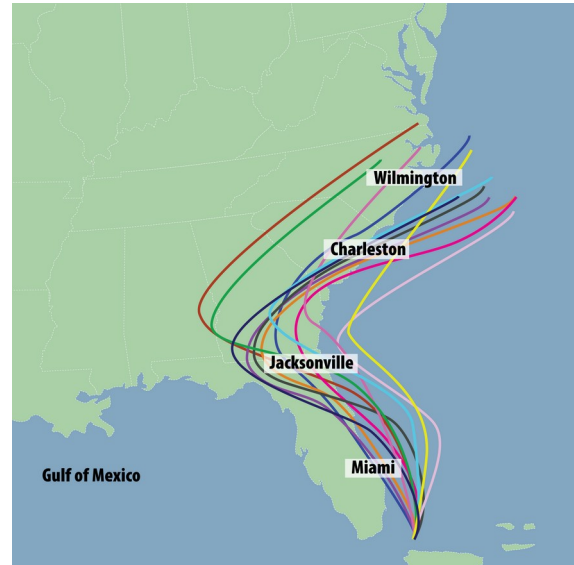 Wilmington
Charleston
Jacksonville
Miami
Gulf of Mexico